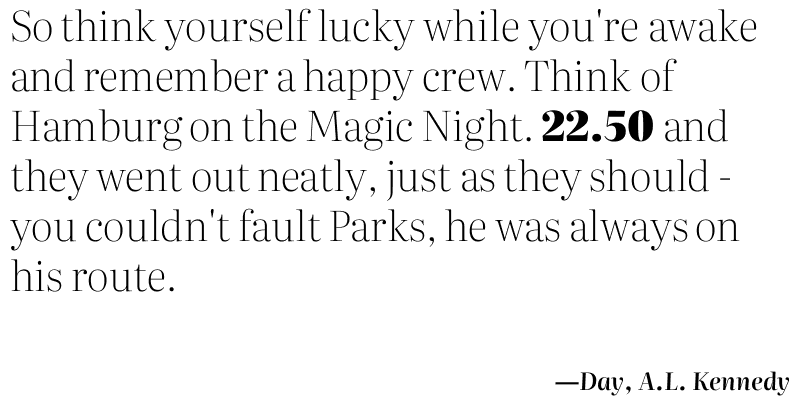 So think yourself lucky while you're awake
and remember a happy crew. Think of
Hamburg on the Magic Night. 22.50 and
they went out neatly, just as they should -
you couldn't fault Parks, he was always on
his route.
—Day, A.L. Kennedy